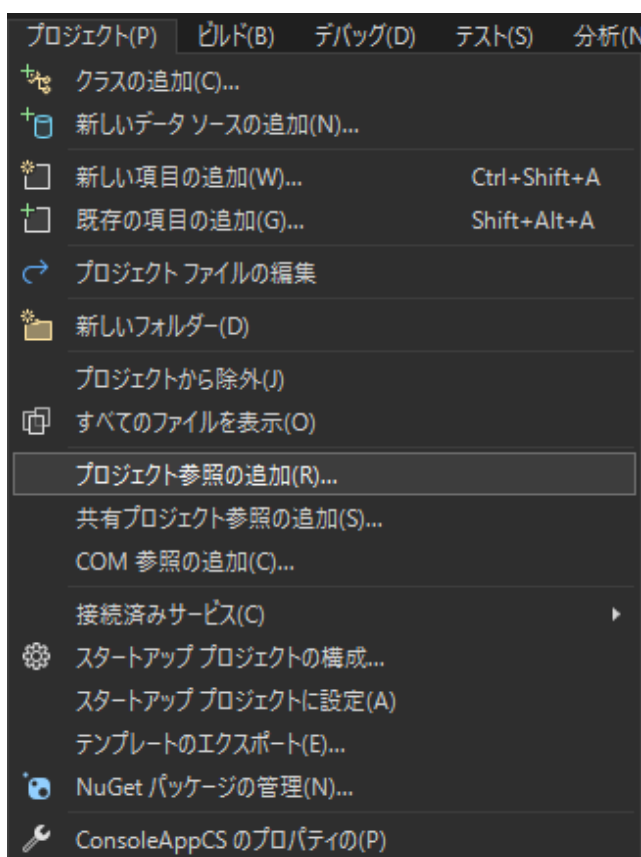 プロジェクト(P) ビルド(B) デバッグ(D) テスト(S) 分析(N
クラスの追加(C)...
新しいデータ ソースの追加(N)...
新しい項目の追加(W)... Ctrl+Shift+A
既存の項目の追加(G)... Shift+Alt+A
プロジェクト ファイルの編集
新しいフォルダー(D)
プロジェクトから除外(J)
すべてのファイルを表示(O)
プロジェクト参照の追加(R)...
共有プロジェクト参照の追加(S)...
COM 参照の追加(C)...
接続済みサービス(C)
スタートアップ プロジェクトの構成...
スタートアップ プロジェクトに設定(A)
テンプレートのエクスポート(E)...
NuGet パッケージの管理(N)...
ConsoleAppCS のプロパティの(P)